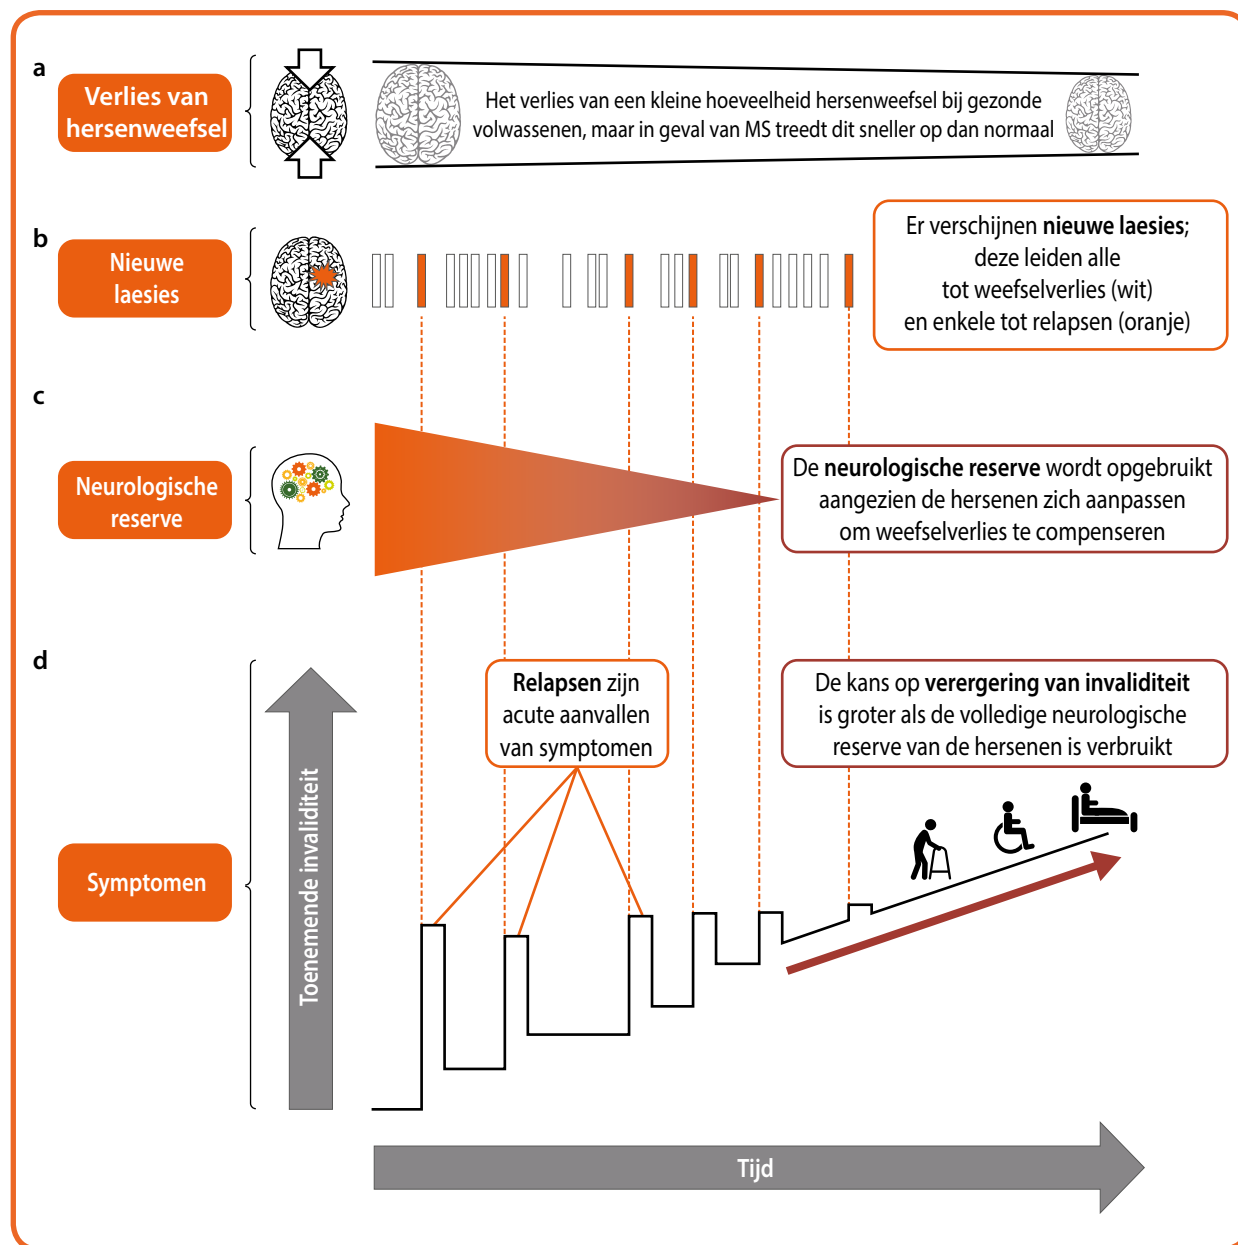 a
Verlies van
hersenweefsel
Het verlies van een kleine hoeveelheid hersenweefsel bij gezonde
volwassenen, maar in geval van MS treedt dit sneller op dan normaal
b
Nieuwe
laesies
Er verschijnen nieuwe laesies;
deze leiden alle
tot weefselverlies (wit)
en enkele tot relapsen (oranje)
c
Neurologische
reserve
De neurologische reserve wordt opgebruikt
aangezien de hersenen zich aanpassen
om weefselverlies te compenseren
d
Symptomen
Toenemende invaliditeit
Relapsen zijn
acute aanvallen
van symptomen
De kans op verergering van invaliditeit
is groter als de volledige neurologische
reserve van de hersenen is verbruikt
Tijd